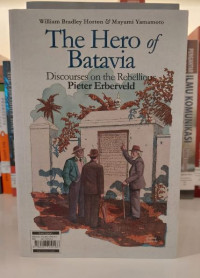 William Bradley Horton & Mayumi Yamamoto
The Hero of
Batavia
Discourses on the Rebellious
Pieter Erberveld
ILMU KOMUNIKASI